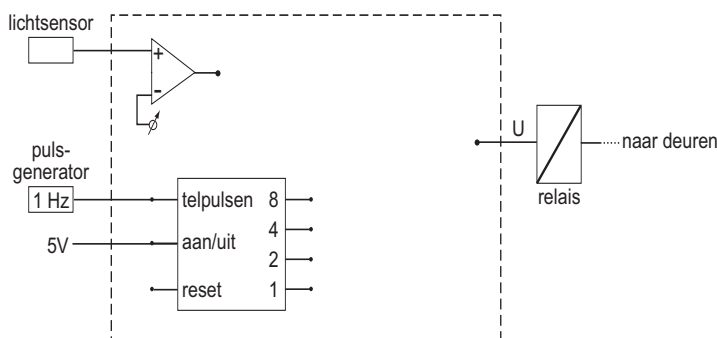 lichtsensor
+
-
U
naar deuren
relais
puls-
generator
1 Hz
5V
telpulsen 8
4
aan/uit
2
reset 1